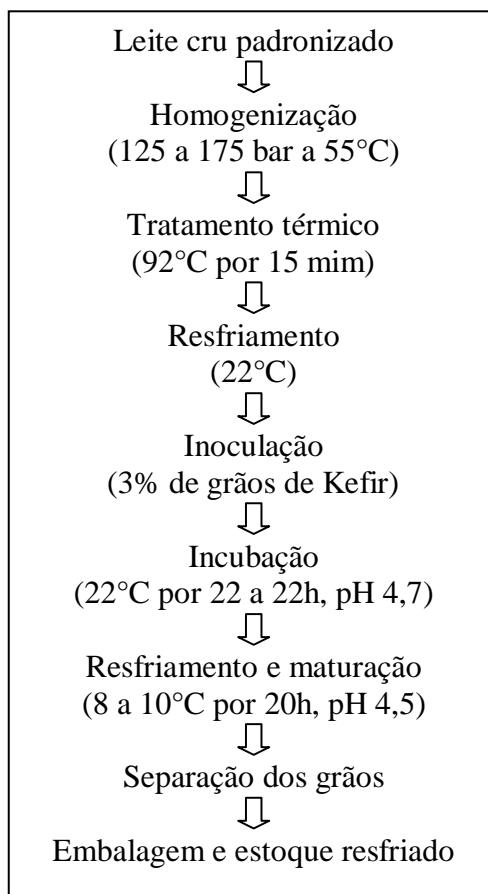 Leite cru padronizado
Homogenização
(125 a 175 bar a 55°C)
Tratamento térmico
(92°C por 15 mim)
Resfriamento
(22°C)
Inoculação
(3% de grãos de Kefir)
Incubação
(22°C por 22 a 22h, pH 4,7)
Resfriamento e maturação
(8 a 10°C por 20h, pH 4,5)
Separação dos grãos
Embalagem e estoque resfriado